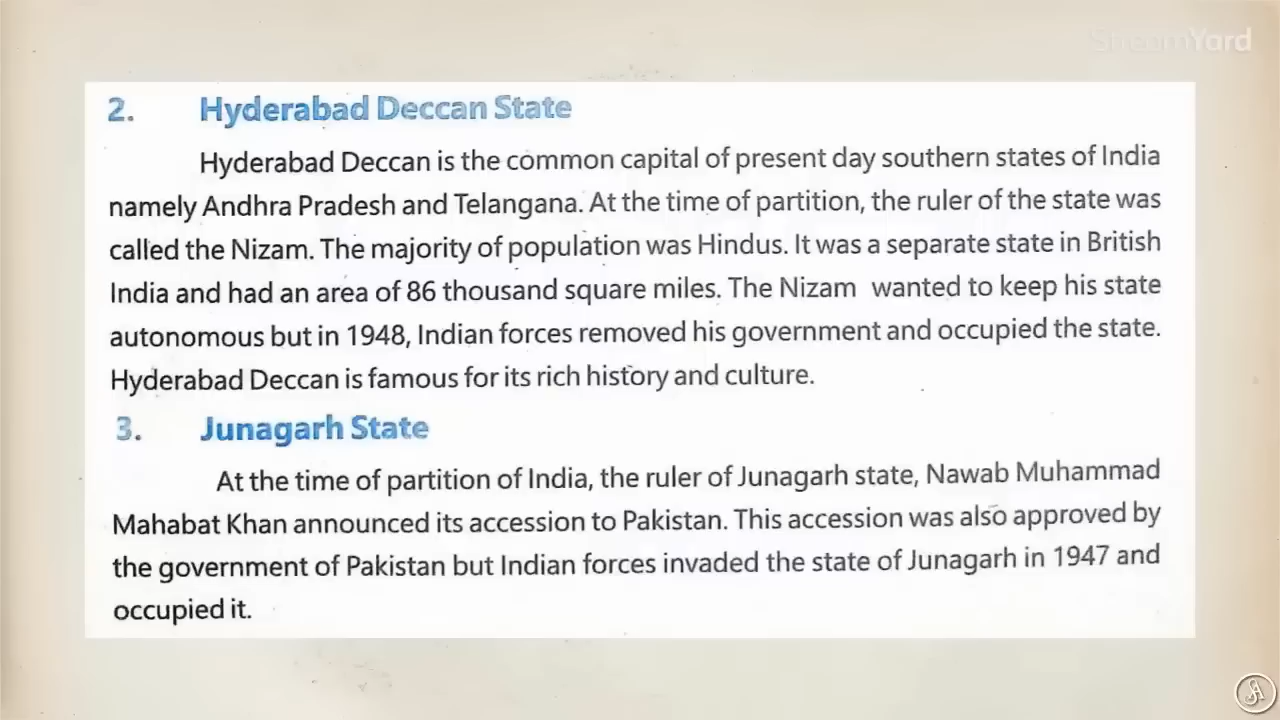 StreamYard
2. Hyderabad Deccan State
Hyderabad Deccan is the common capital of present day southern states of India
namely Andhra Pradesh and Telangana. At the time of partition, the ruler of the state was
called the Nizam. The majority of population was Hindus. It was a separate state in British
India and had an area of 86 thousand square miles. The Nizam wanted to keep his state
autonomous but in 1948, Indian forces removed his government and occupied the state.
Hyderabad Deccan is famous for its rich history and culture.
3. Junagarh State
At the time of partition of India, the ruler of Junagarh state, Nawab Muhammad
Mahabat Khan announced its accession to Pakistan. This accession was also approved by
the government of Pakistan but Indian forces invaded the state of Junagarh in 1947 and
occupied it.